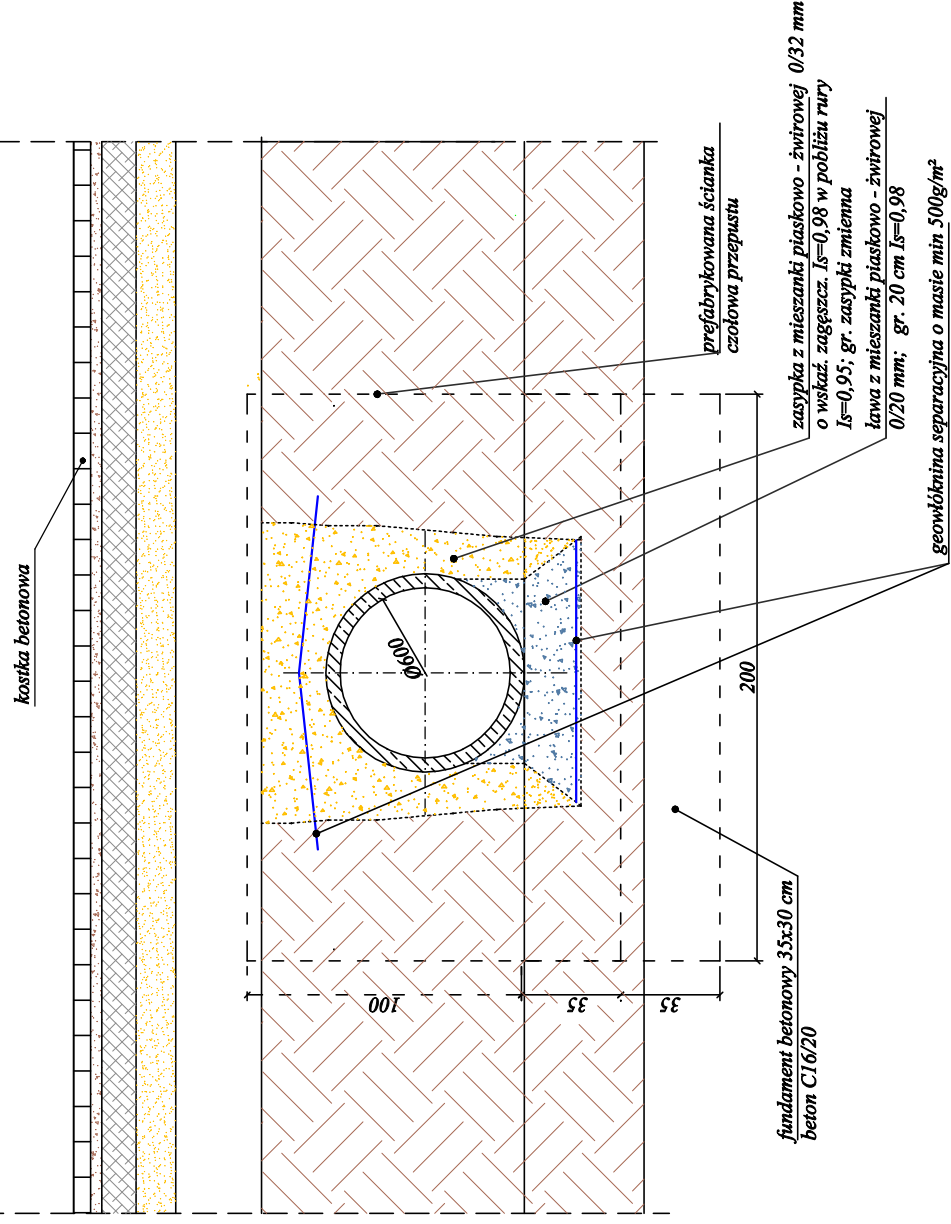 kostka betonowa
prefabrykowana ścianka
czołowa przepustu
zasypka z mieszanki piaskowo - żwirowej 0/32 mm
o wskaź. zagęszcz. Is=0,98 w pobliżu rury
Is=0,95; gr. zasypki zmienna
ława z mieszanki piaskowo - żwirowej
0/20 mm; gr. 20 cm Is=0,98
geowłóknina separacyjna o masie min 500g/m²
Ø600
200
100
35
35
fundament betonowy 35x30 cm
beton C16/20